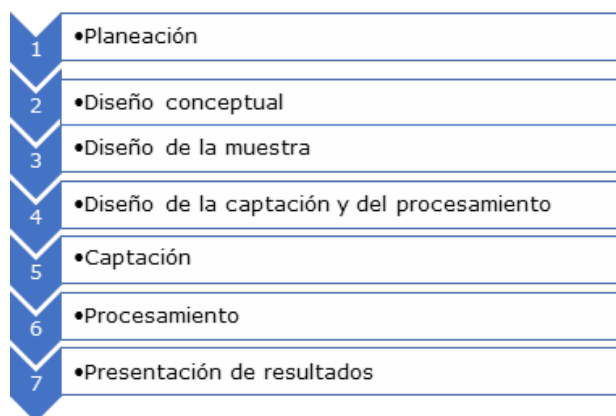 1 •Planeación
2 •Diseño conceptual
3 •Diseño de la muestra
4 •Diseño de la captación y del procesamiento
5 •Captación
6 •Procesamiento
7 •Presentación de resultados